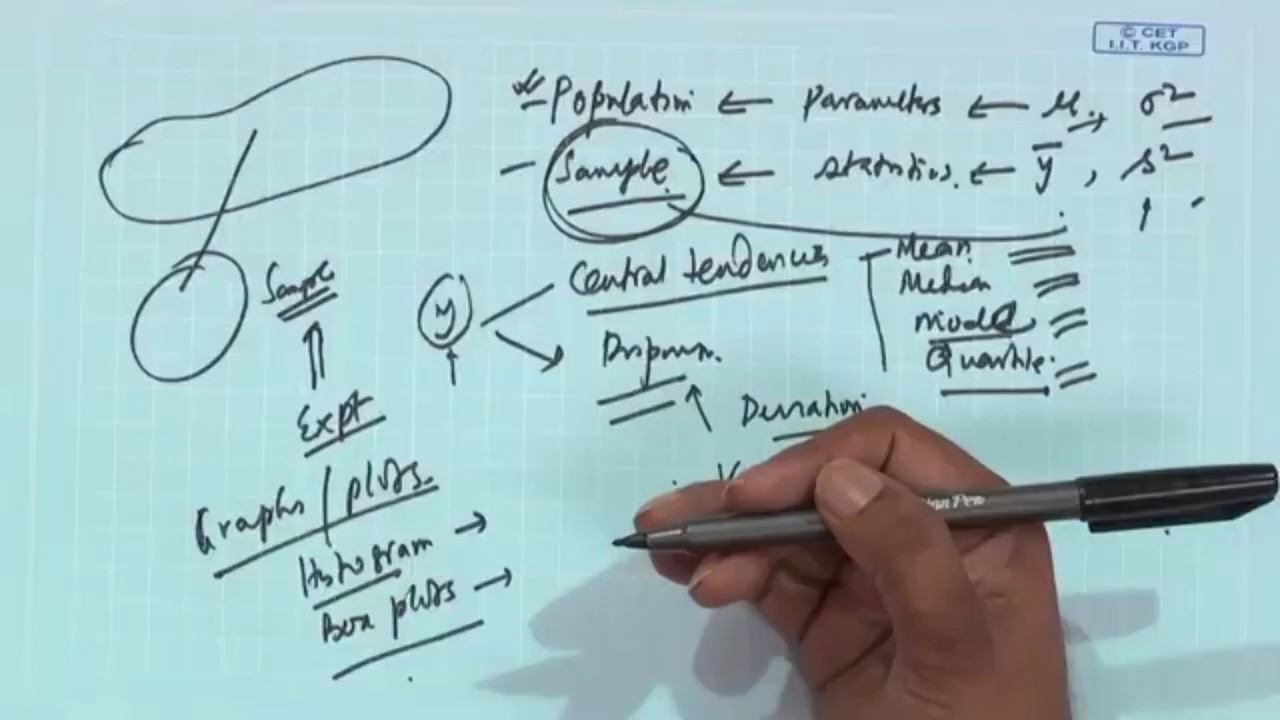 © CET
I.I.T. KGP
Population ← Parameters ← μ, σ²
Sample ← statistics ← ȳ, s²
Sample
y
Central tendencies
Mean
Median
Mode
Quartile.
Expt
Deviation
Graphs / plots.
Histogram →
Box plots →